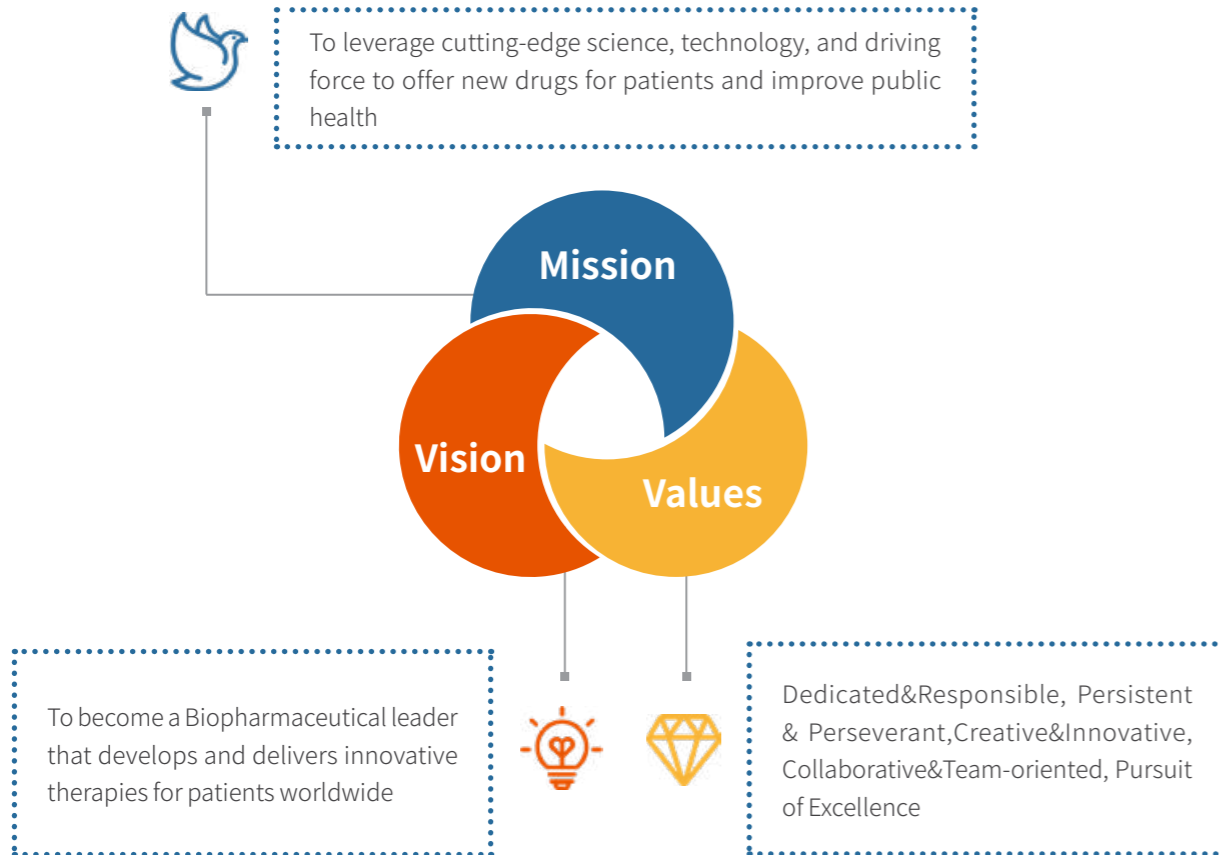 To leverage cutting-edge science, technology, and driving
force to offer new drugs for patients and improve public
health
Mission
Vision
Values
To become a Biopharmaceutical leader
that develops and delivers innovative
therapies for patients worldwide
Dedicated&Responsible, Persistent
& Perseverant,Creative&Innovative,
Collaborative&Team-oriented, Pursuit
of Excellence